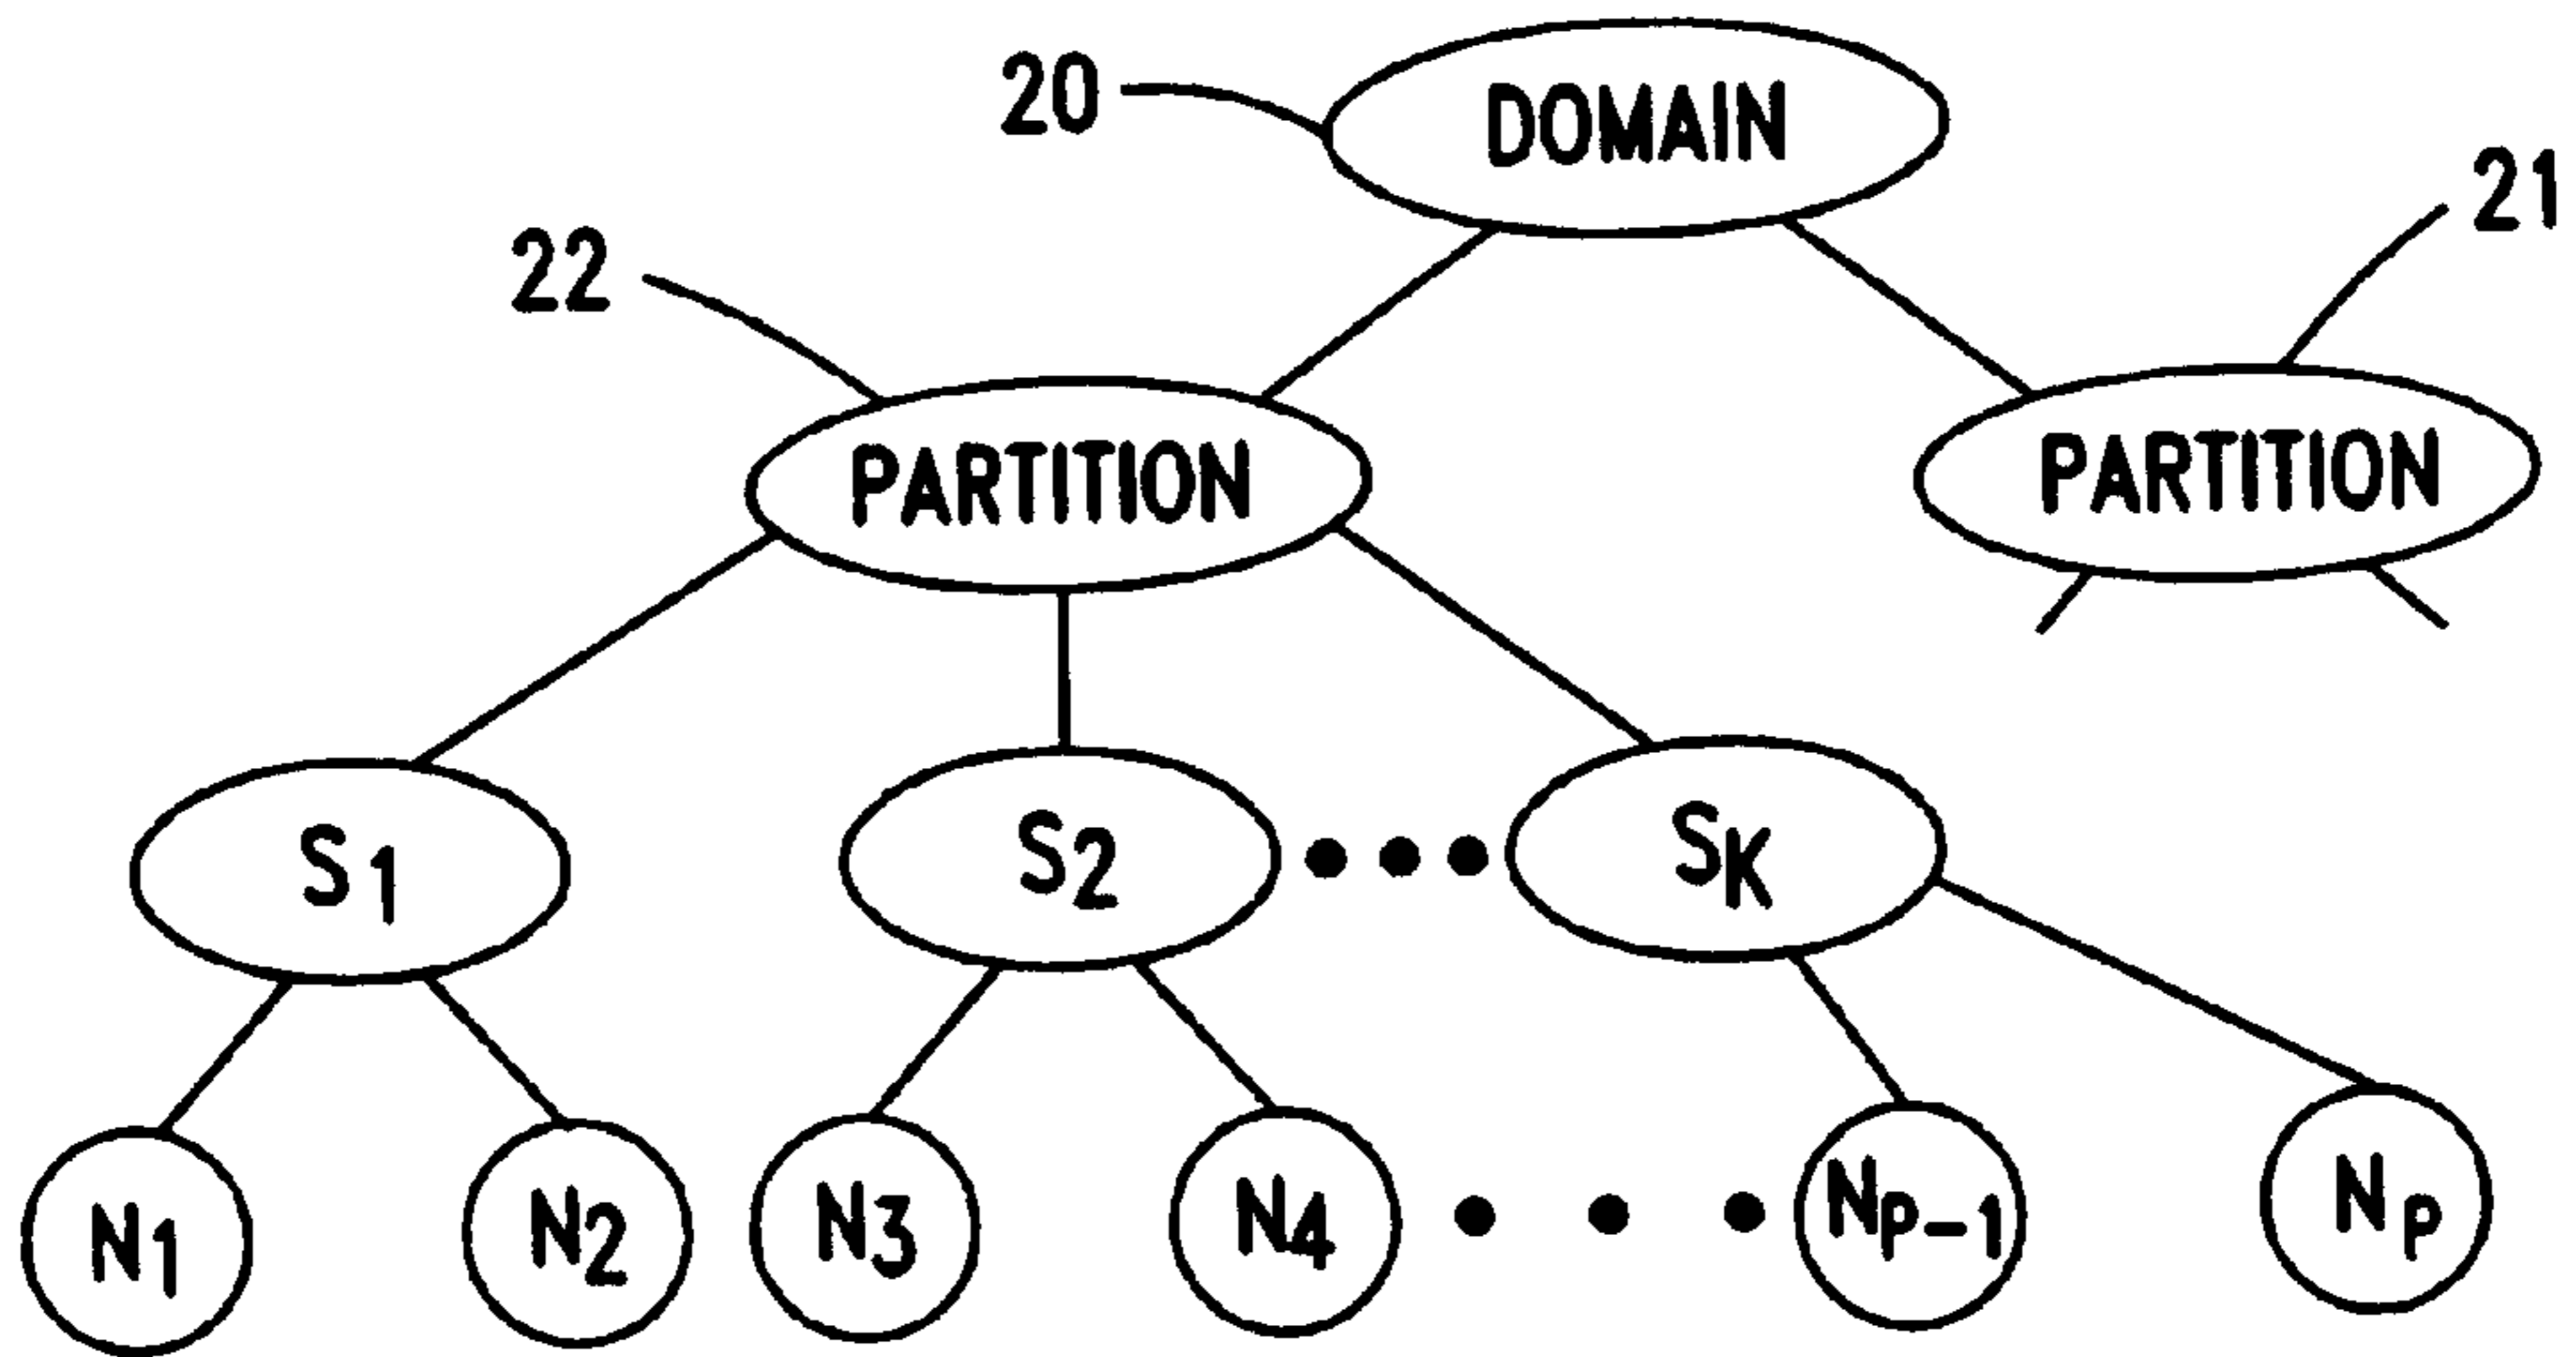 20
DOMAIN
21
22
PARTITION
PARTITION
S1
S2
SK
N1
N2
N3
N4
NP-1
NP